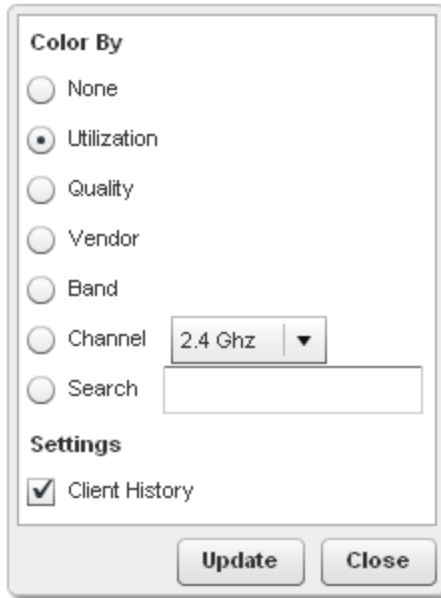 Color By
None
Utilization
Quality
Vendor
Band
Channel 2.4 Ghz
Search
Settings
Client History
Update Close